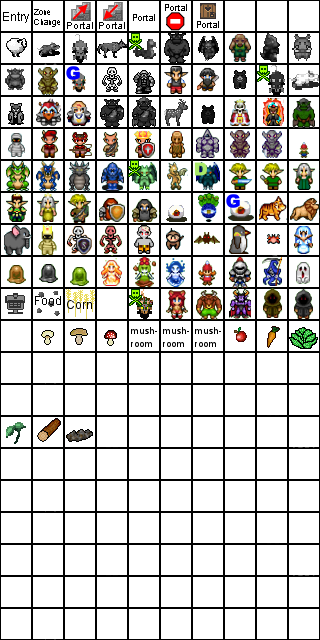 Entry
Zone
Change
Portal
Portal
Portal
Portal
Portal
G
D
G
Food
Corn
mush-
room
mush-
room
mush-
room